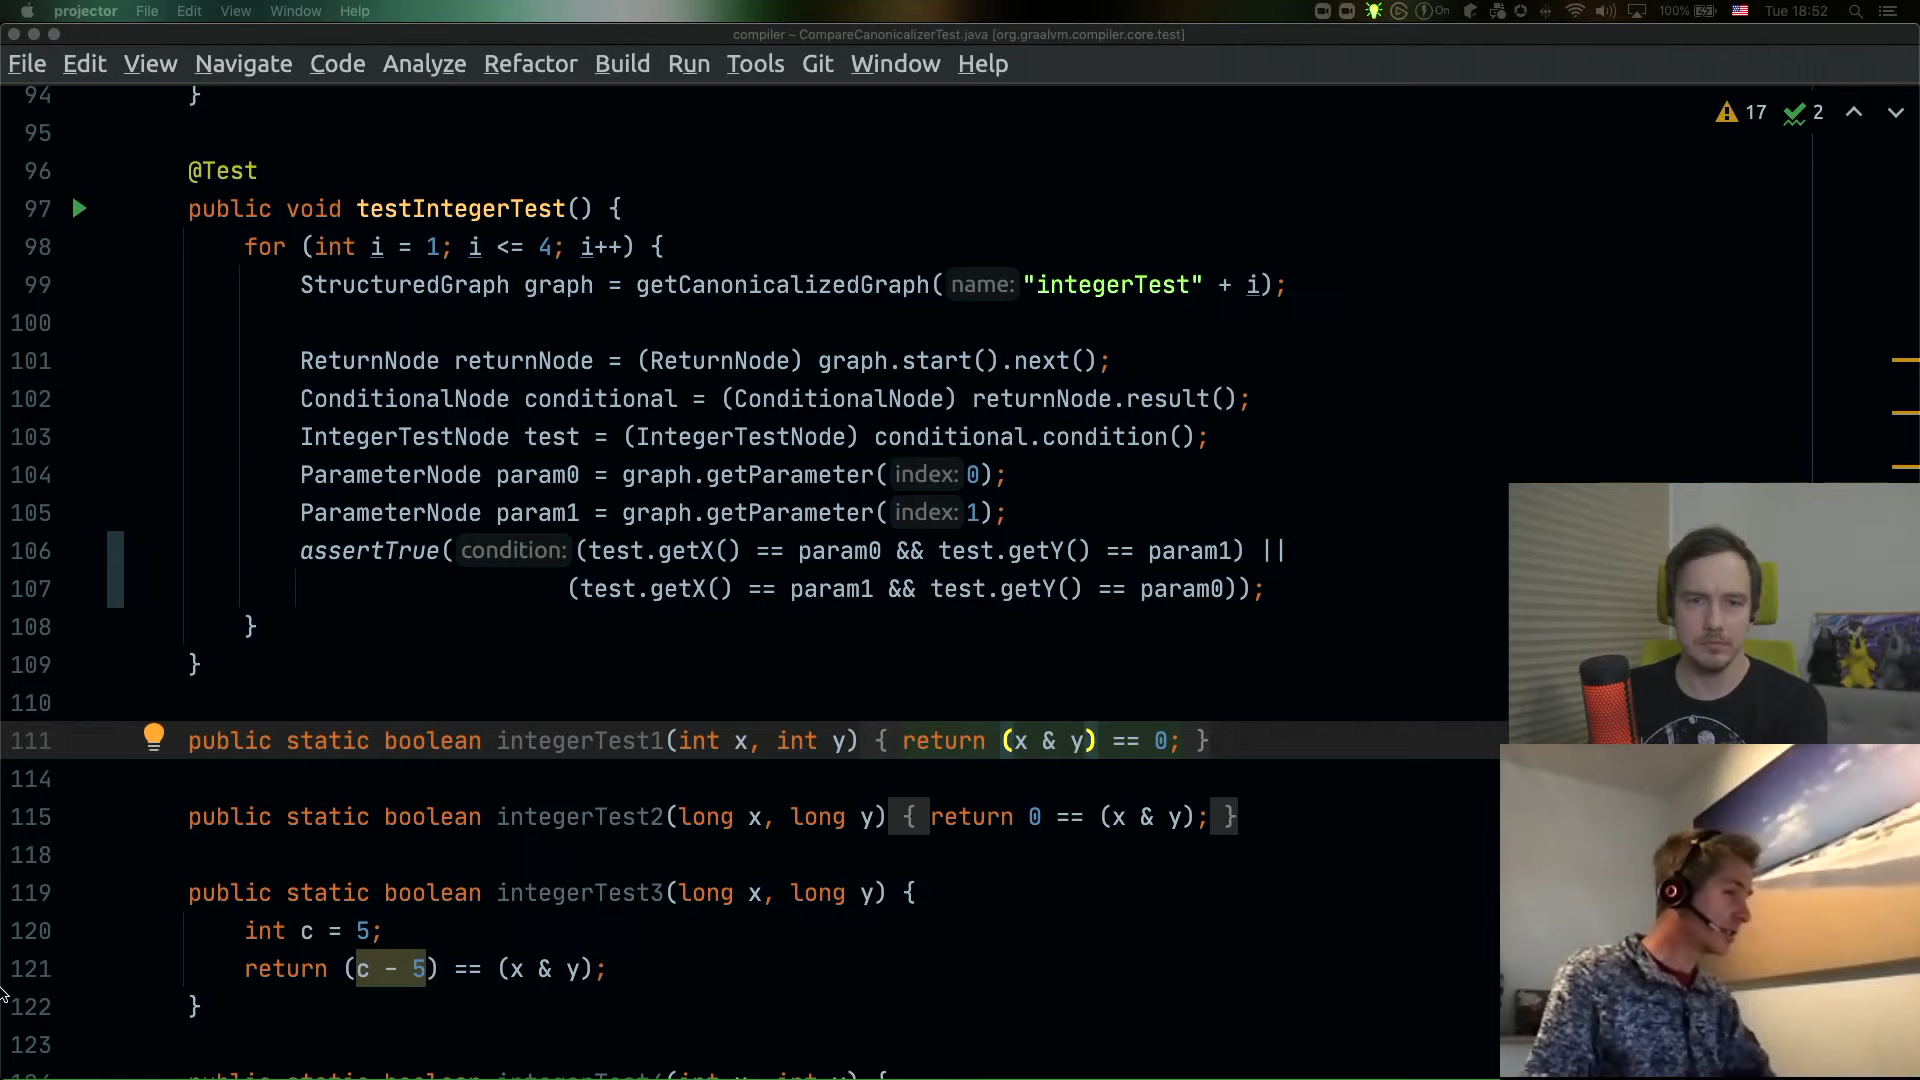 projector File Edit View Window Help On 100% Tue 18:52
compiler – CompareCanonicalizerTest.java [org.graalvm.compiler.core.test]
File Edit View Navigate Code Analyze Refactor Build Run Tools Git Window Help
17 2
94 }
95
96 @Test
97 public void testIntegerTest() {
98 for (int i = 1; i <= 4; i++) {
99 StructuredGraph graph = getCanonicalizedGraph( name: "integerTest" + i);
100
101 ReturnNode returnNode = (ReturnNode) graph.start().next();
102 ConditionalNode conditional = (ConditionalNode) returnNode.result();
103 IntegerTestNode test = (IntegerTestNode) conditional.condition();
104 ParameterNode param0 = graph.getParameter( index: 0);
105 ParameterNode param1 = graph.getParameter( index: 1);
106 assertTrue( condition: (test.getX() == param0 && test.getY() == param1) ||
107 (test.getX() == param1 && test.getY() == param0));
108 }
109 }
110
111 public static boolean integerTest1(int x, int y) { return (x & y) == 0; }
114
115 public static boolean integerTest2(long x, long y) { return 0 == (x & y); }
118
119 public static boolean integerTest3(long x, long y) {
120 int c = 5;
121 return (c - 5) == (x & y);
122 }
123